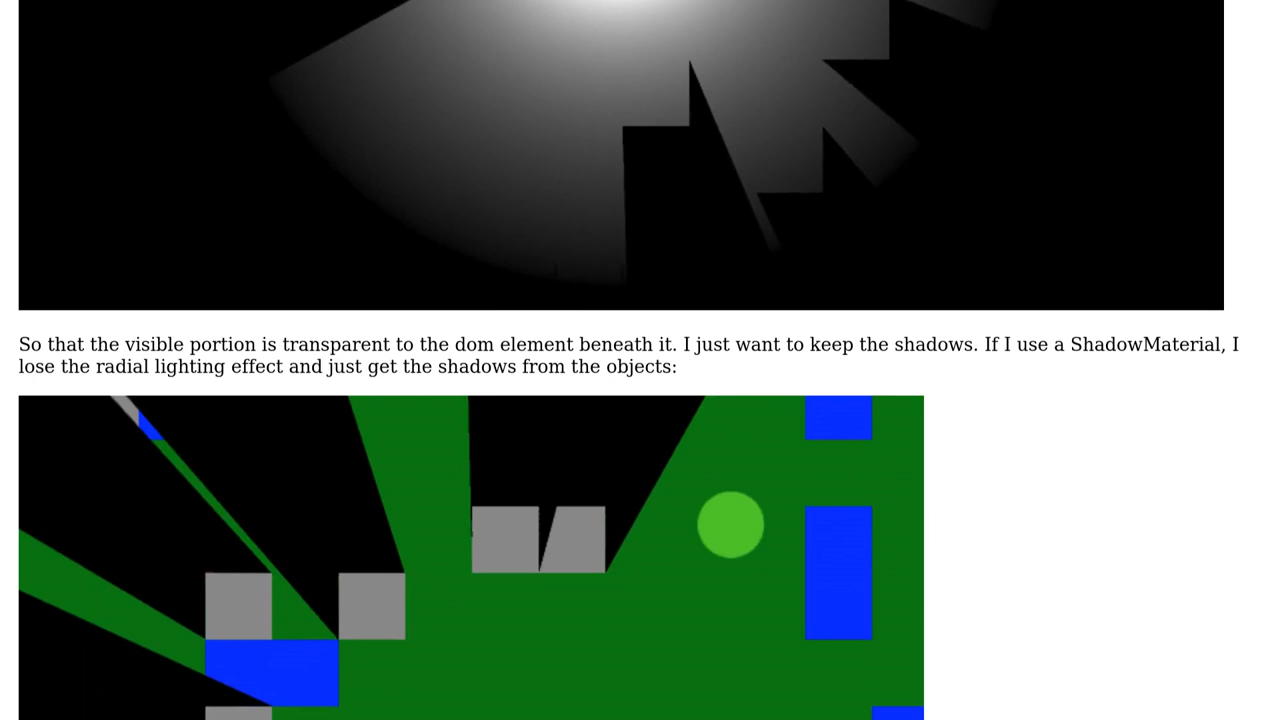 So that the visible portion is transparent to the dom element beneath it. I just want to keep the shadows. If I use a ShadowMaterial, I
lose the radial lighting effect and just get the shadows from the objects: